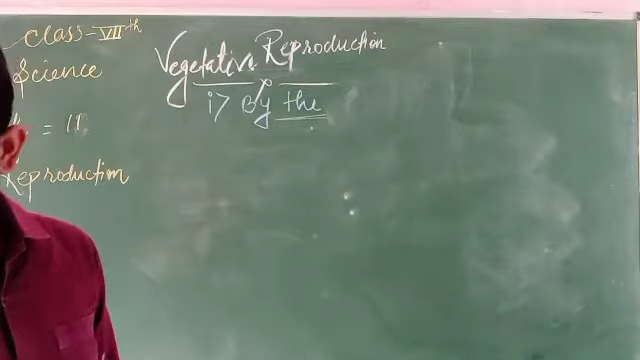 Class-VIIth
Science
= 11
Reproduction
Vegetative Reproduction
i> By the